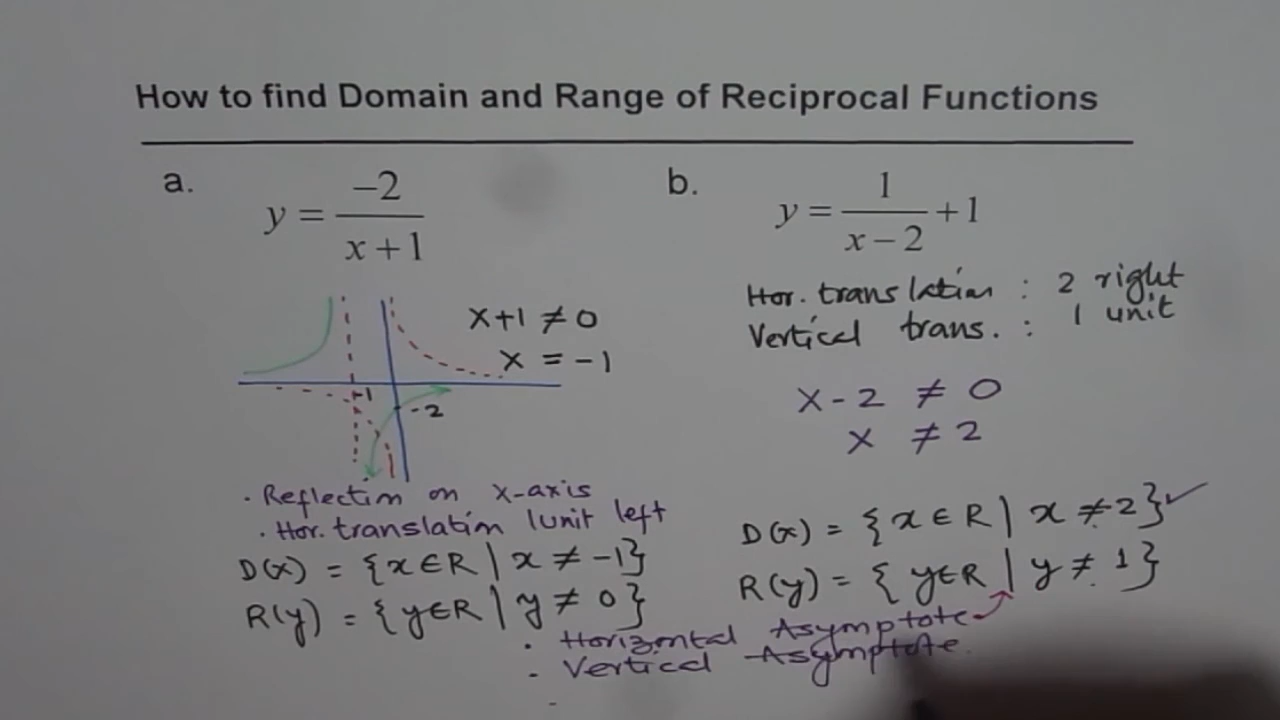 How to find Domain and Range of Reciprocal Functions
a.
y = -2/(x+1)
x+1 ≠ 0
x = -1
-1
-2
· Reflection on x-axis
· Hor. translation 1unit left
D(x) = {x∈R | x ≠ -1}
R(y) = {y∈R | y ≠ 0}
b.
y = 1/(x-2) +1
Hor. translation : 2 right
Vertical trans. : 1 unit
x-2 ≠ 0
x ≠ 2
D(x) = {x∈R | x ≠ 2}✓
R(y) = {y∈R | y ≠ 1}
· Horizontal Asymptote
- Vertical Asymptote.